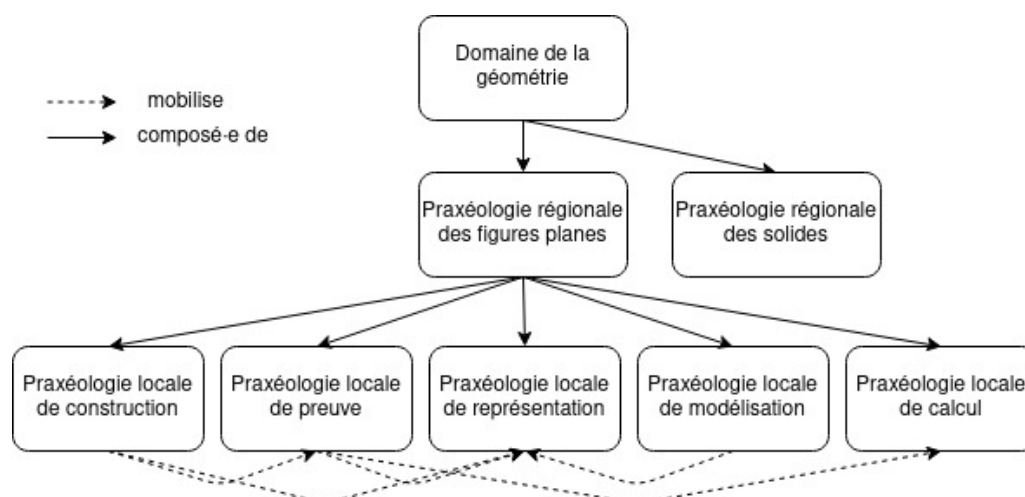 Domaine de la
géométrie
mobilise
composé·e de
Praxéologie régionale
des figures planes
Praxéologie régionale
des solides
Praxéologie locale
de construction
Praxéologie locale
de preuve
Praxéologie locale
de représentation
Praxéologie locale
de modélisation
Praxéologie locale
de calcul